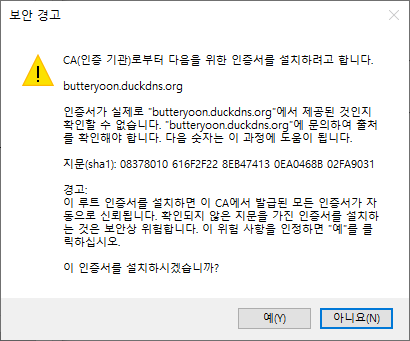 보안 경고
CA(인증 기관)로부터 다음을 위한 인증서를 설치하려고 합니다.
butteryoon.duckdns.org
인증서가 실제로 "butteryoon.duckdns.org"에서 제공된 것인지
확인할 수 없습니다. "butteryoon.duckdns.org"에 문의하여 출처
를 확인해야 합니다. 다음 숫자는 이 과정에 도움이 됩니다.
지문(sha1): 08378010 616F2F22 8EB47413 0EA0468B 02FA9031
경고:
이 루트 인증서를 설치하면 이 CA에서 발급된 모든 인증서가 자
동으로 신뢰됩니다. 확인되지 않은 지문을 가진 인증서를 설치하
는 것은 보안상 위험합니다. 이 위험 사항을 인정하면 "예"를 클
릭하십시오.
이 인증서를 설치하시겠습니까?
예(Y)
아니요(N)